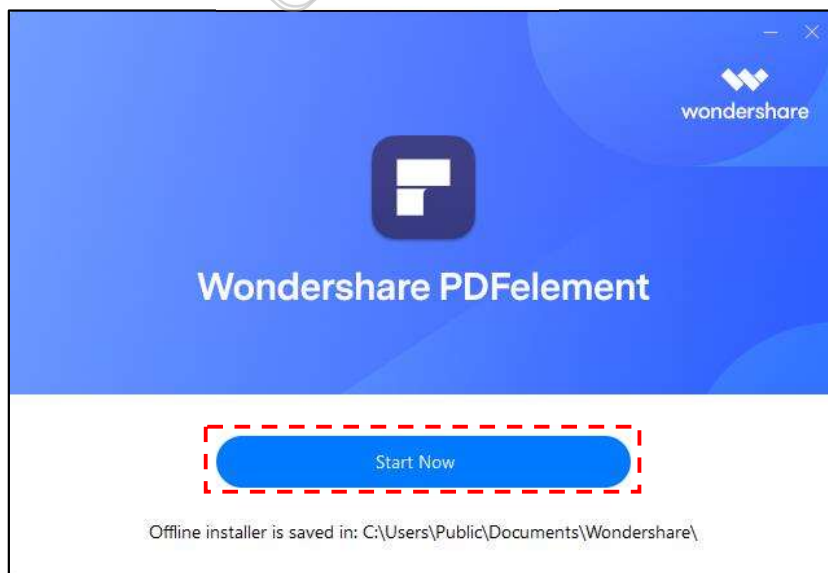 wondershare
Wondershare PDFelement
Start Now
Offline installer is saved in: C:\Users\Public\Documents\Wondershare\